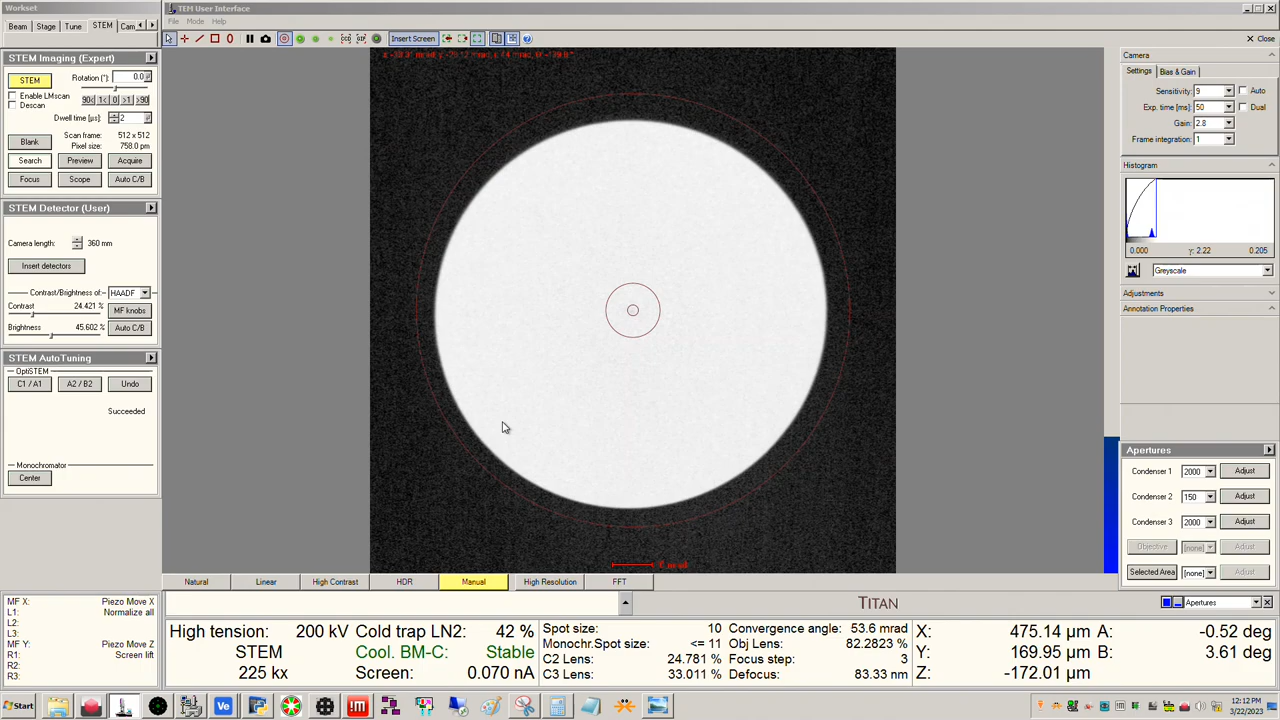 Workset
TEM User Interface
Beam Stage Tune STEM Cam
File Mode Help
Insert Screen
Close
STEM Imaging (Expert)
STEM
Rotation (°): 0.0
Enable LMscan
Descan
90< 1< 0 >1 >90
Dwell time [µs]: 2
Blank
Scan frame: 512 x 512
Pixel size: 758.0 pm
Search Preview Acquire
Focus Scope Auto C/B
STEM Detector (User)
Camera length: 360 mm
Insert detectors
Contrast/Brightness of: HAADF
Contrast 24.421 %
MF knobs
Brightness 45.602 %
Auto C/B
STEM AutoTuning
OptiSTEM
C1 / A1 A2 / B2 Undo
Succeeded
Monochromator
Center
Camera
Settings Bias & Gain
Sensitivity: 9 Auto
Exp. time [ms]: 50 Dual
Gain: 2.8
Frame integration: 1
Histogram
0.000 γ: 2.22 0.205
Greyscale
Adjustments
Annotation Properties
Apertures
Condenser 1 2000 Adjust
Condenser 2 150 Adjust
Condenser 3 2000 Adjust
Objective [none] Adjust
Selected Area [none] Adjust
Natural Linear High Contrast HDR Manual High Resolution FFT
MF X: Piezo Move X
L1: Normalize all
L2:
L3:
MF Y: Piezo Move Z
R1: Screen lift
R2:
R3:
TITAN
Apertures
High tension: 200 kV
STEM
225 kx
Cold trap LN2: 42 %
Cool. BM-C: Stable
Screen: 0.070 nA
Spot size: 10
Monochr.Spot size: <= 11
C2 Lens: 24.781 %
C3 Lens: 33.011 %
Convergence angle: 53.6 mrad
Obj Lens: 82.2823 %
Focus step: 3
Defocus: 83.33 nm
X: 475.14 µm A: -0.52 deg
Y: 169.95 µm B: 3.61 deg
Z: -172.01 µm
Start
12:12 PM
3/22/2023